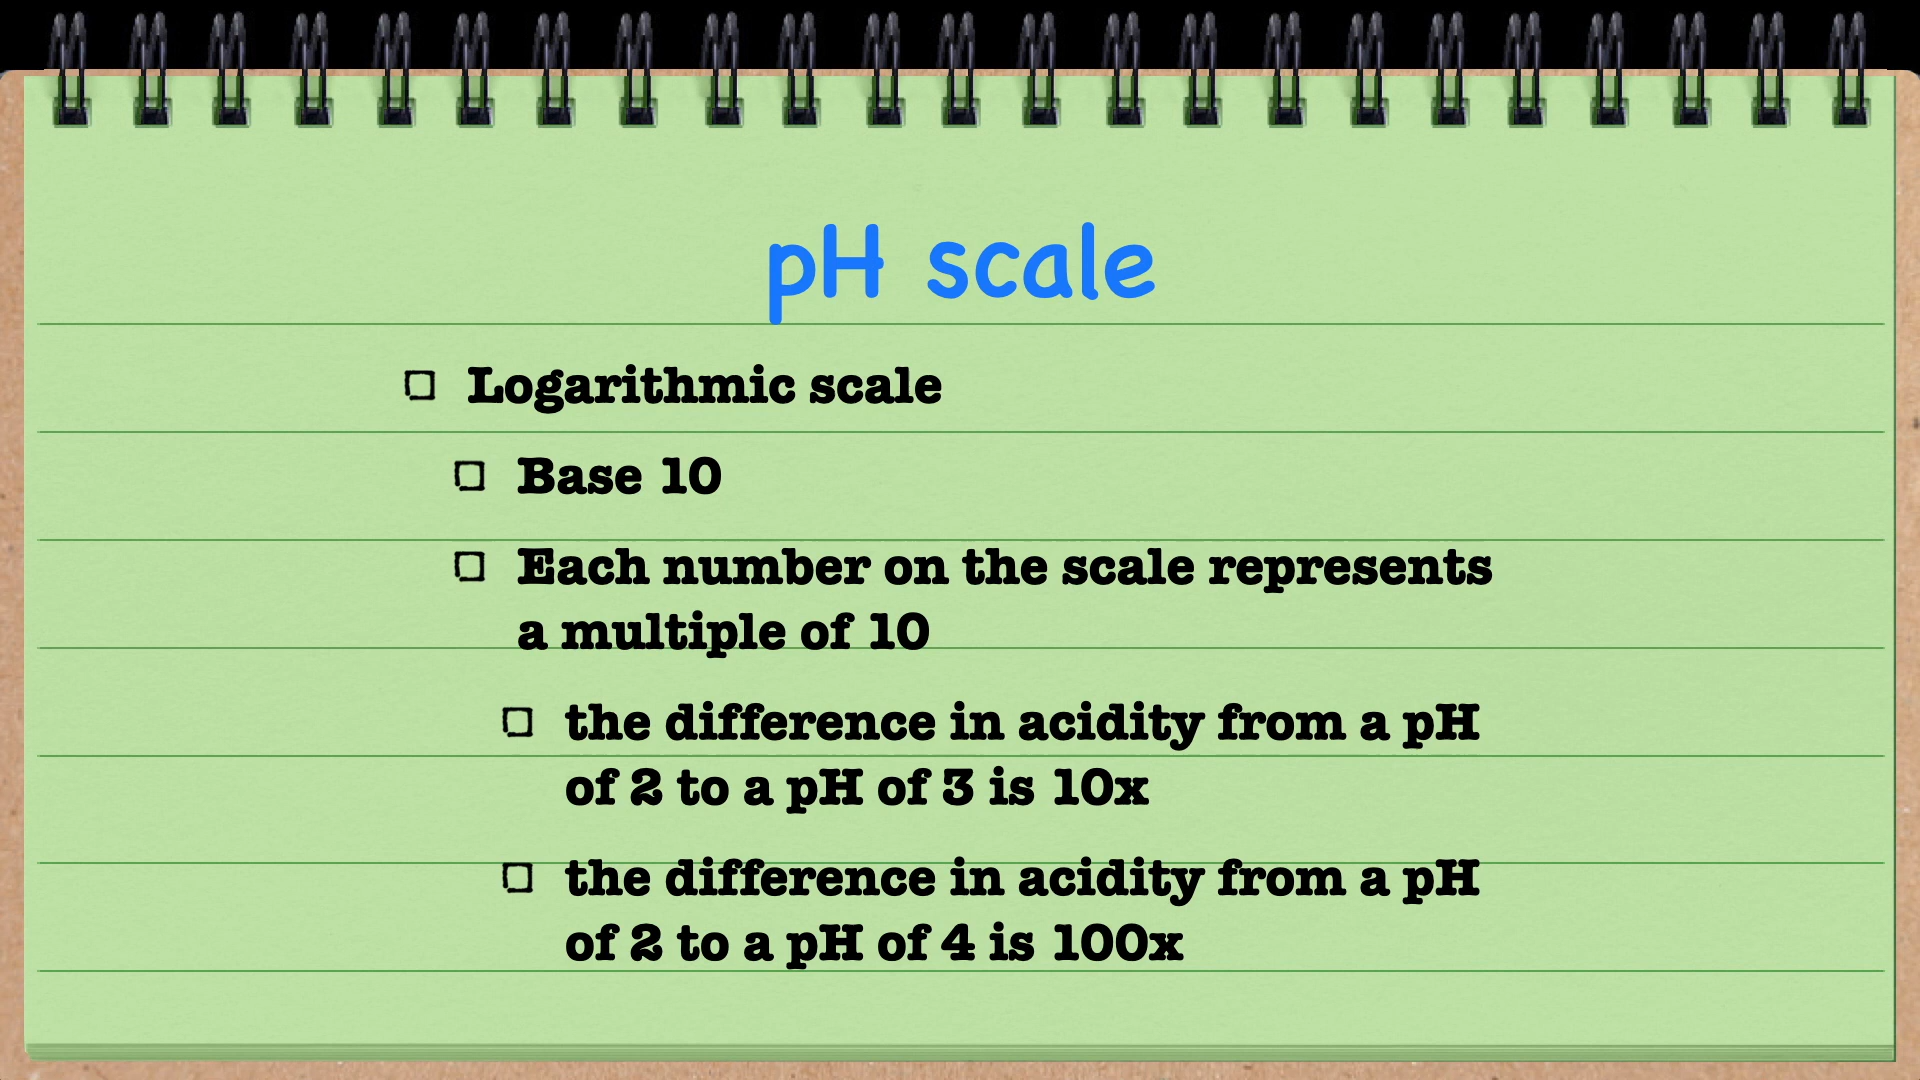 pH scale
Logarithmic scale
Base 10
Each number on the scale represents
a multiple of 10
the difference in acidity from a pH
of 2 to a pH of 3 is 10x
the difference in acidity from a pH
of 2 to a pH of 4 is 100x